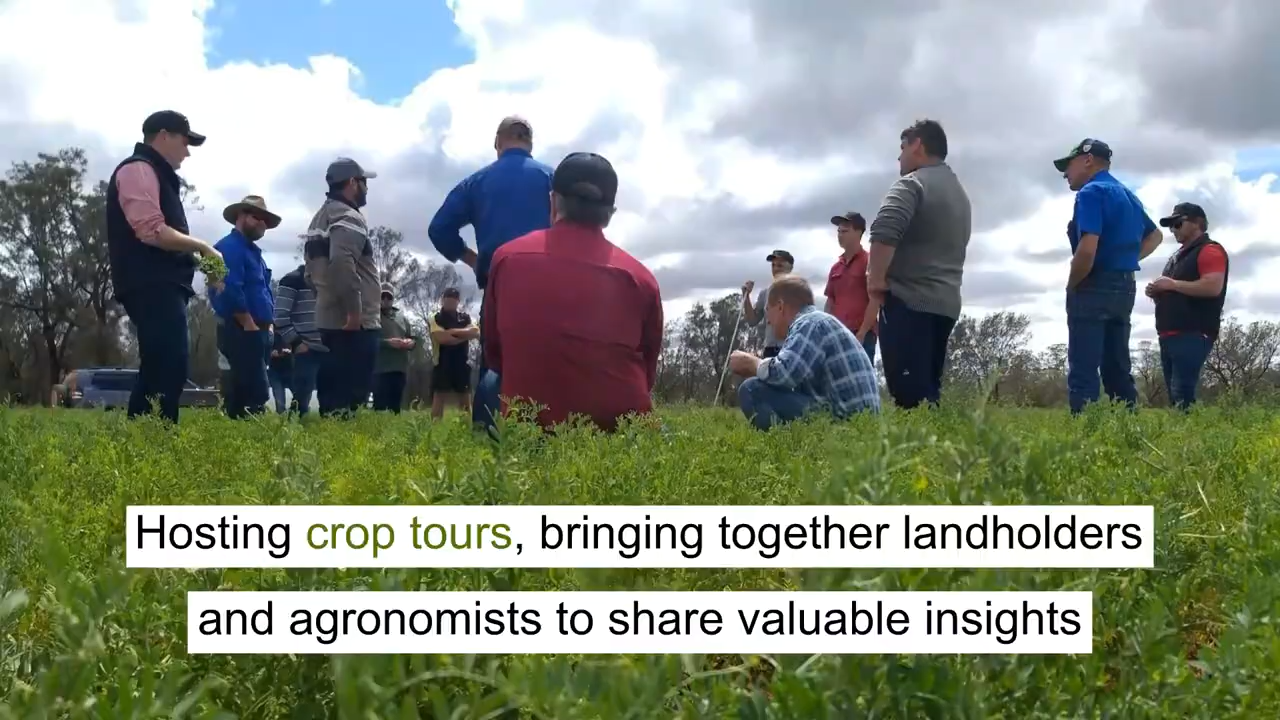 Hosting crop tours, bringing together landholders
and agronomists to share valuable insights